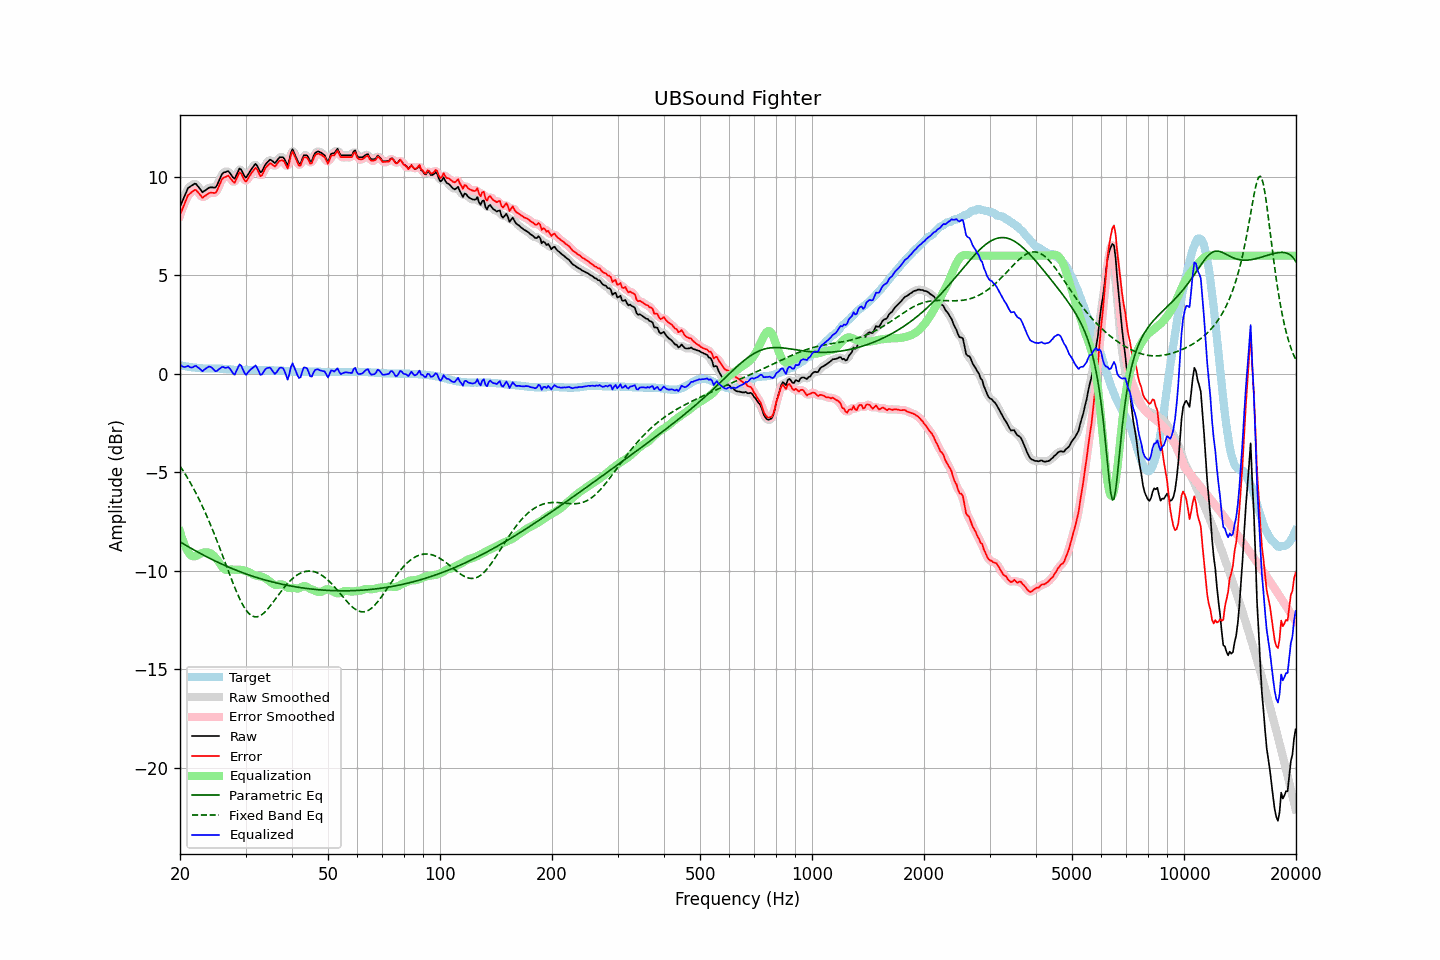 UBSound Fighter
Amplitude (dBr)
10
5
0
−5
−10
−15
−20
Target
Raw Smoothed
Error Smoothed
Raw
Error
Equalization
Parametric Eq
Fixed Band Eq
Equalized
20 50 100 200 500 1000 2000 5000 10000 20000
Frequency (Hz)